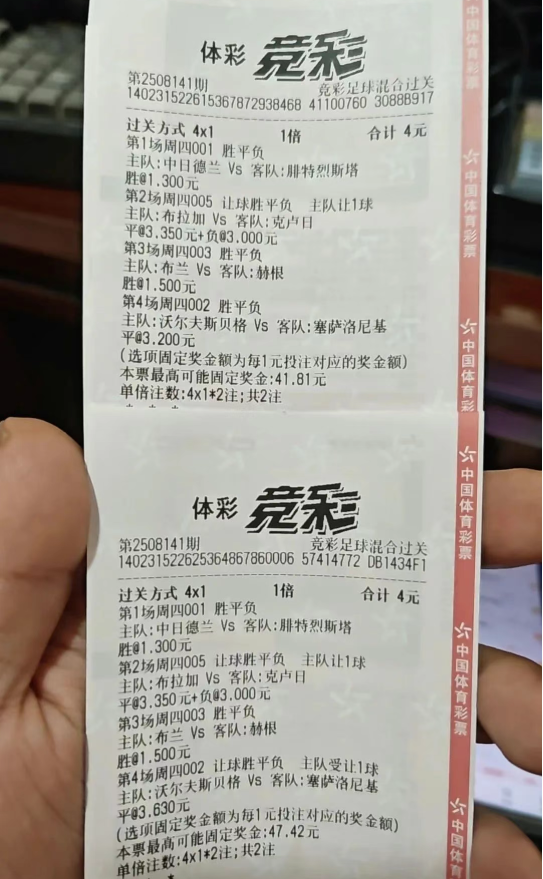 体彩 竞彩
第2508141期 竞彩足球混合过关
140231522615367872938468 41100760 3088B917
过关方式 4x1 1倍 合计 4元
第1场周四001 胜平负
主队:中日德兰 Vs 客队:腓特烈斯塔
胜@1.300元
第2场周四005 让球胜平负 主队让1球
主队:布拉加 Vs 客队:克卢日
平@3.350元+负@3.000元
第3场周四003 胜平负
主队:布兰 Vs 客队:赫根
胜@1.500元
第4场周四002 胜平负
主队:沃尔夫斯贝格 Vs 客队:塞萨洛尼基
平@3.200元
(选项固定奖金额为每1元投注对应的奖金额)
本票最高可能固定奖金:41.81元
单倍注数:4x1*2注;共2注
体彩 竞彩
第2508141期 竞彩足球混合过关
140231522625364867860006 57414772 DB1434F1
过关方式 4x1 1倍 合计 4元
第1场周四001 胜平负
主队:中日德兰 Vs 客队:腓特烈斯塔
胜@1.300元
第2场周四005 让球胜平负 主队让1球
主队:布拉加 Vs 客队:克卢日
平@3.350元+负@3.000元
第3场周四003 胜平负
主队:布兰 Vs 客队:赫根
胜@1.500元
第4场周四002 让球胜平负 主队受让1球
主队:沃尔夫斯贝格 Vs 客队:塞萨洛尼基
平@3.630元
(选项固定奖金额为每1元投注对应的奖金额)
本票最高可能固定奖金:47.42元
单倍注数:4x1*2注;共2注
中国体育彩票
中国体育彩票
中国体育彩
中国体育彩票
中国体育彩票
中国体育